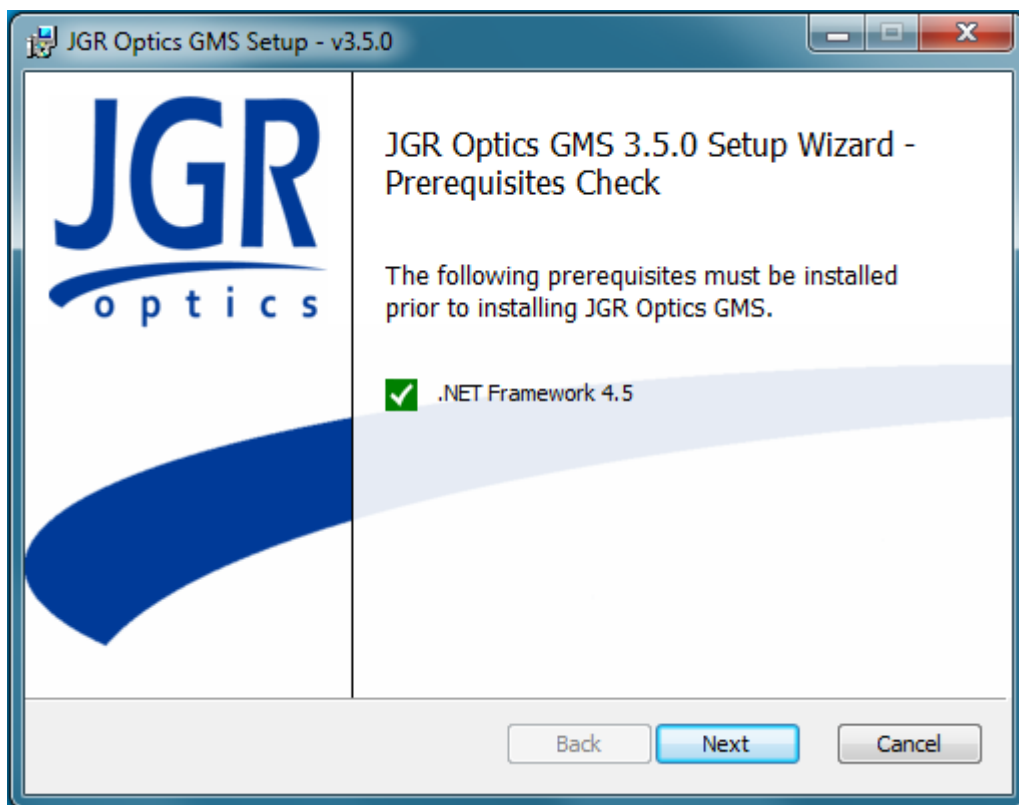 JGR Optics GMS Setup - v3.5.0
JGR
optics
JGR Optics GMS 3.5.0 Setup Wizard -
Prerequisites Check
The following prerequisites must be installed
prior to installing JGR Optics GMS.
.NET Framework 4.5
Back
Next
Cancel